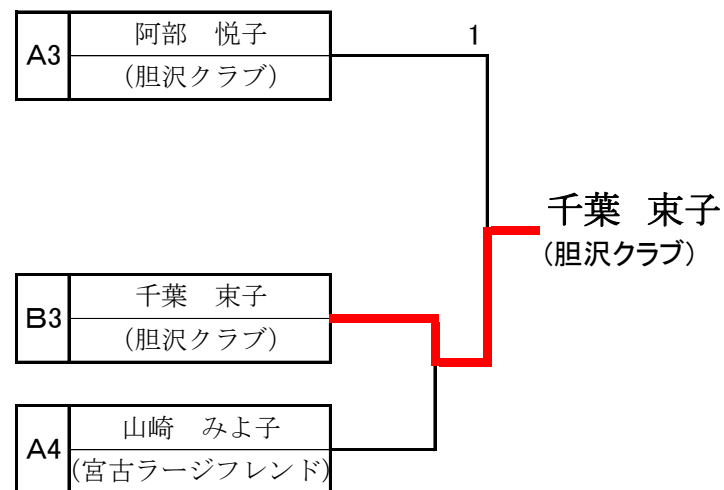 A3
阿部　悦子
(胆沢クラブ)
1
千葉　束子
(胆沢クラブ)
B3
千葉　束子
(胆沢クラブ)
A4
山崎　みよ子
(宮古ラージフレンド)